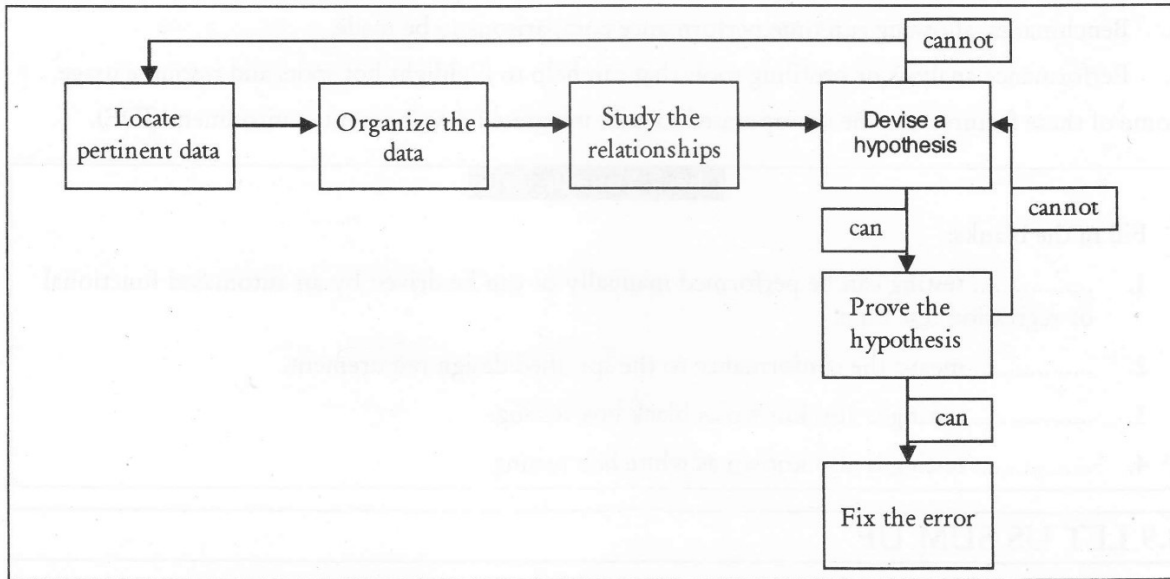 cannot
Locate
pertinent data
Organize the
data
Study the
relationships
Devise a
hypothesis
can
cannot
Prove the
hypothesis
can
Fix the error